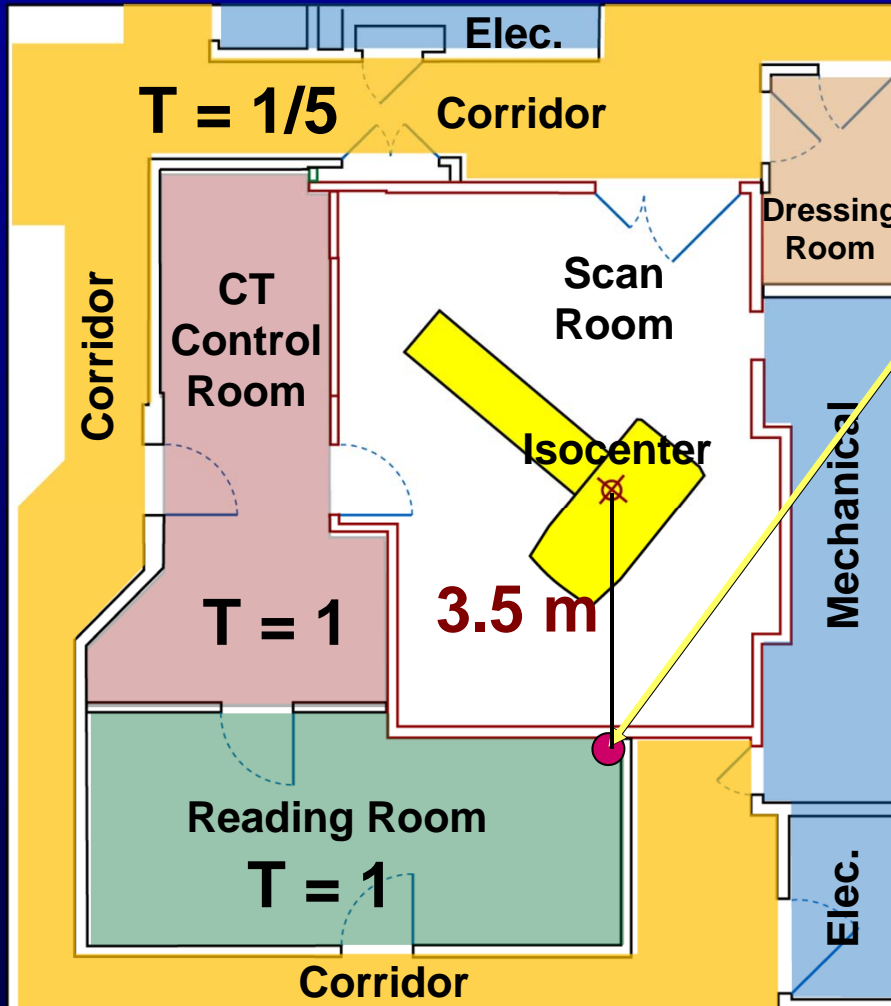 Elec.
T = 1/5
Corridor
Dressing
Room
Scan
Room
CT
Control
Room
Corridor
Isocenter
Mechanical
3.5 m
T = 1
Reading Room
T = 1
Elec.
Corridor